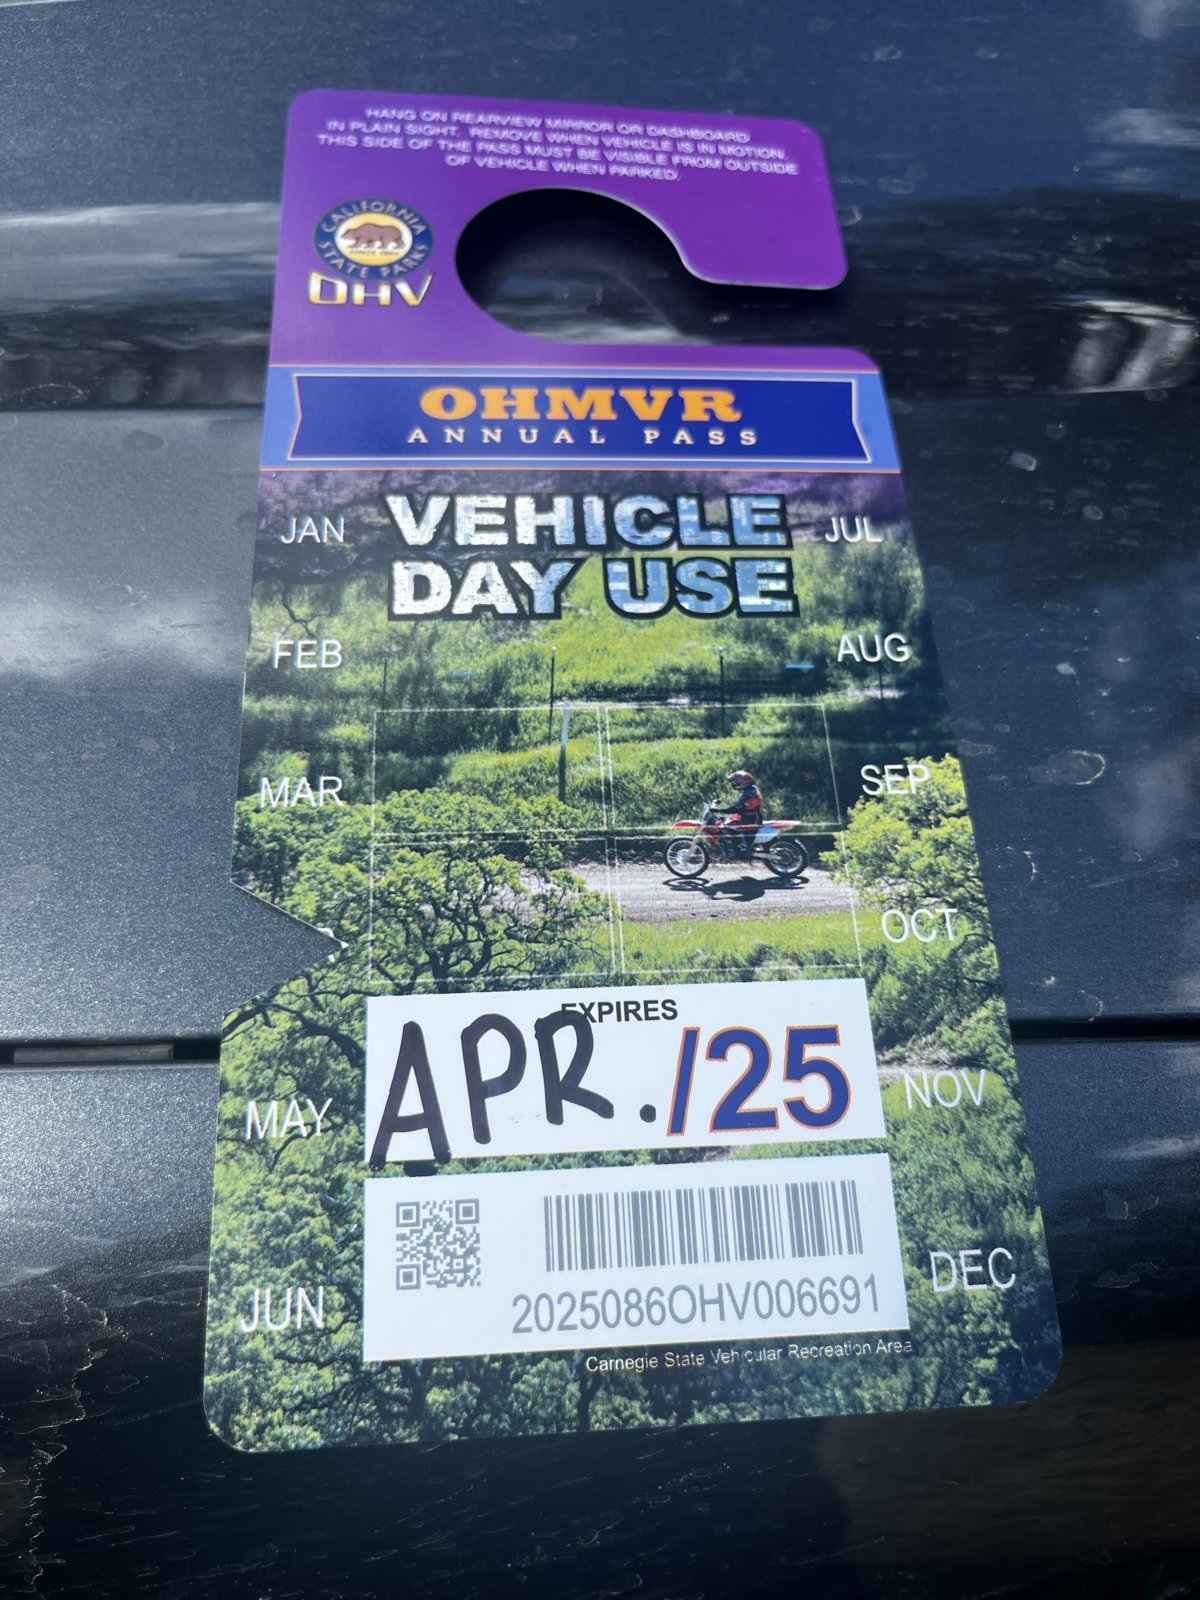 HANG ON REARVIEW MIRROR OR DASHBOARD
IN PLAIN SIGHT. REMOVE WHEN VEHICLE IS IN MOTION.
THIS SIDE OF THE PASS MUST BE VISIBLE FROM OUTSIDE
OF VEHICLE WHEN PARKED.
CALIFORNIA
STATE PARKS
OHV
OHMVR
ANNUAL PASS
VEHICLE
DAY USE
JAN
FEB
MAR
MAY
JUN
JUL
AUG
SEP
OCT
NOV
DEC
EXPIRES
APR. /25
2025086OHV006691
Carnegie State Vehicular Recreation Area